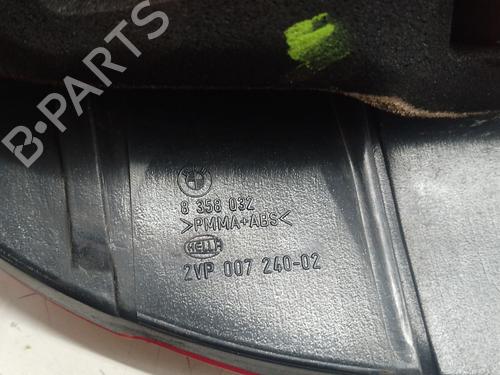 B-PARTS
8 358 032
>PMMA+ABS<
HELLA
2VP 007 240-02